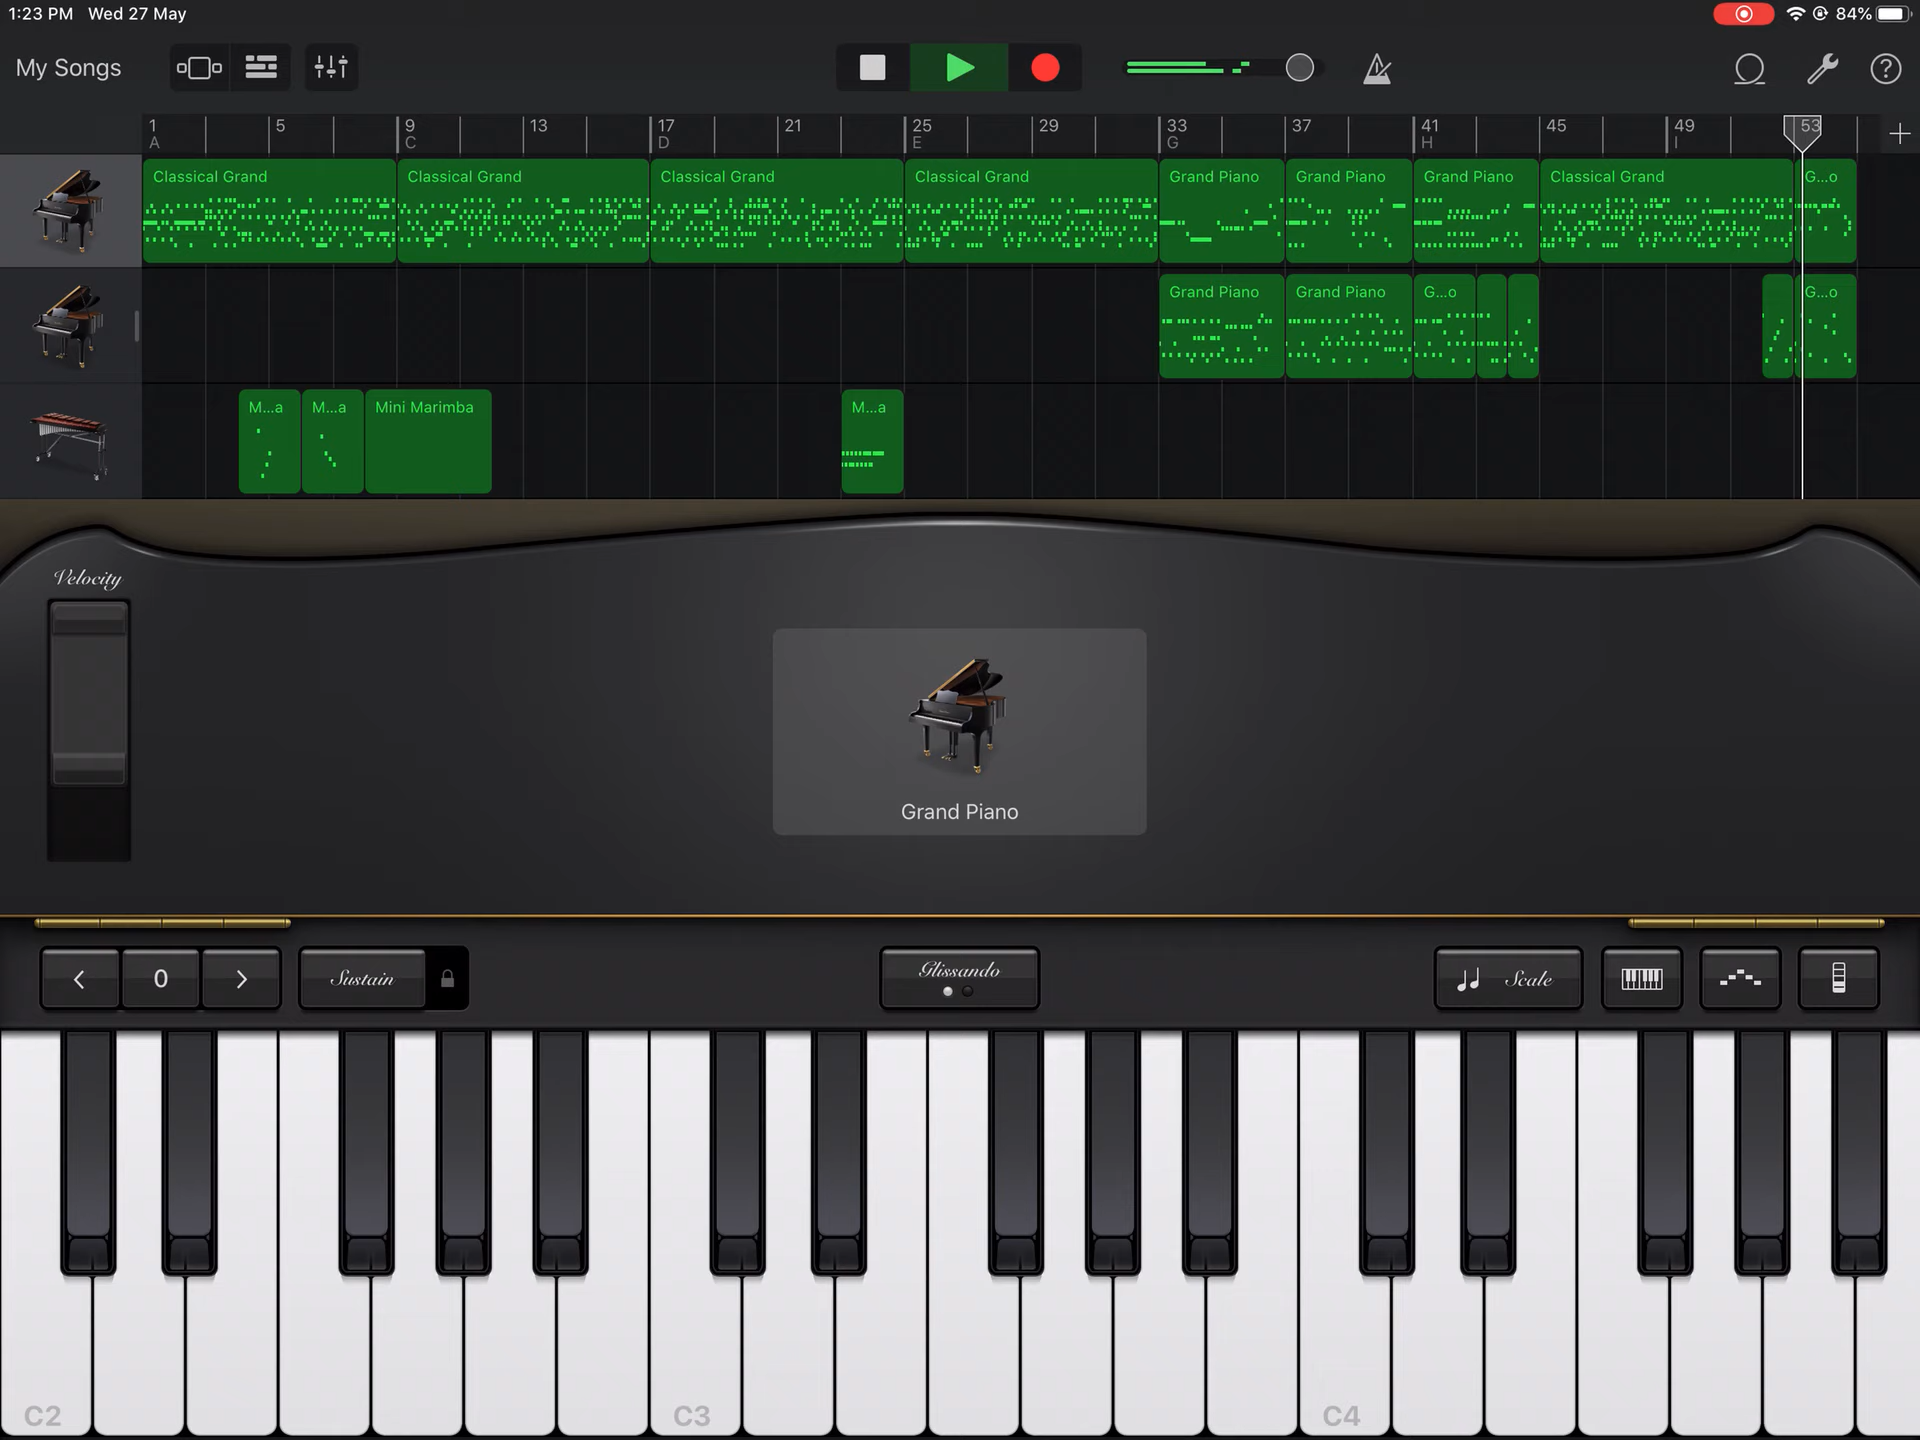 1:23 PM Wed 27 May 84%
My Songs
1 5 9 13 17 21 25 29 33 37 41 45 49 53
A C D E G H I
Classical Grand Classical Grand Classical Grand Classical Grand Grand Piano Grand Piano Grand Piano Classical Grand G...o
Grand Piano Grand Piano G...o G...o
M...a M...a Mini Marimba M...a
Velocity
Grand Piano
0 Sustain Glissando Scale
C2 C3 C4